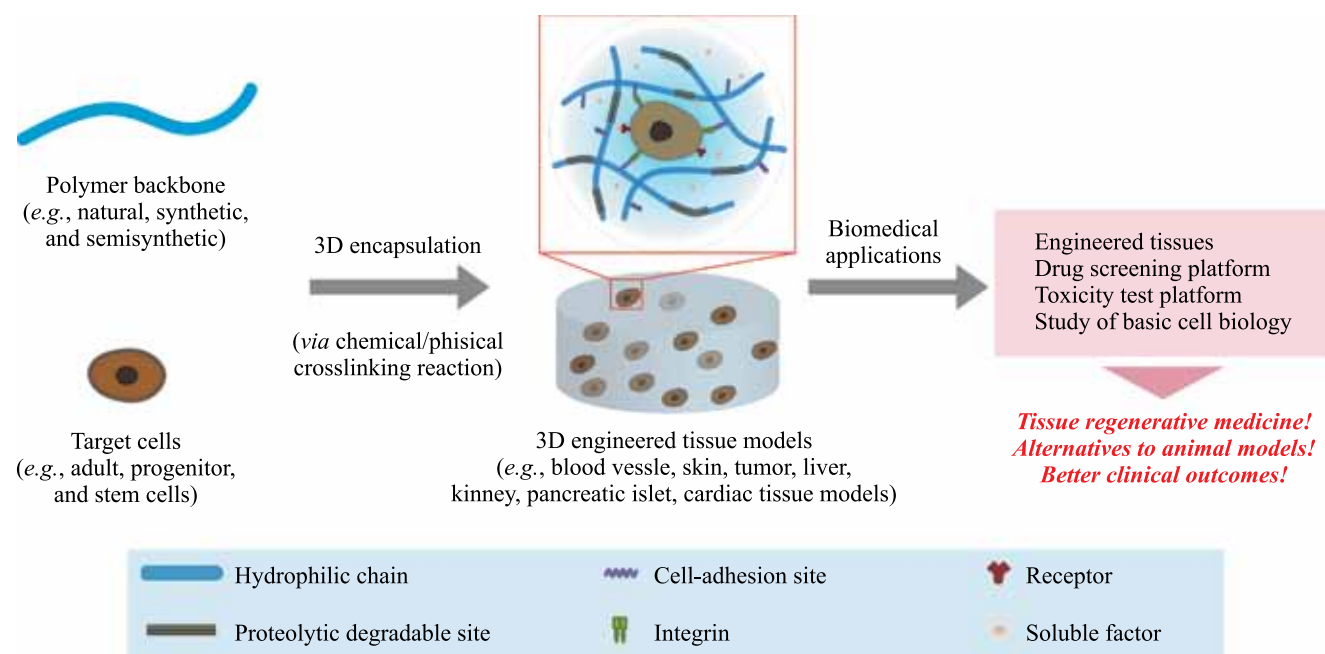 Polymer backbone
(e.g., natural, synthetic,
and semisynthetic)
Target cells
(e.g., adult, progenitor,
and stem cells)
3D encapsulation
(via chemical/phisical
crosslinking reaction)
3D engineered tissue models
(e.g., blood vessle, skin, tumor, liver,
kinney, pancreatic islet, cardiac tissue models)
Biomedical
applications
Engineered tissues
Drug screening platform
Toxicity test platform
Study of basic cell biology
Tissue regenerative medicine!
Alternatives to animal models!
Better clinical outcomes!
Hydrophilic chain
Cell-adhesion site
Receptor
Proteolytic degradable site
Integrin
Soluble factor